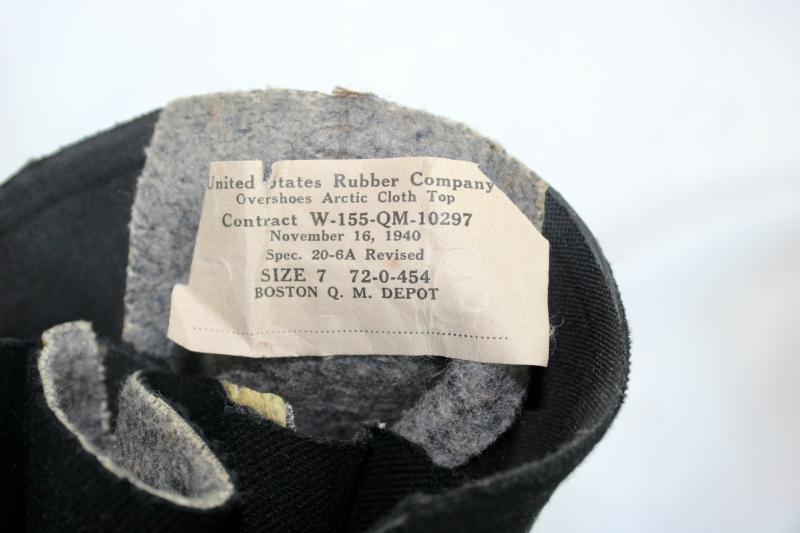 United States Rubber Company
Overshoes Arctic Cloth Top
Contract W-155-QM-10297
November 16, 1940
Spec. 20-6A Revised
SIZE 7 72-0-454
BOSTON Q. M. DEPOT